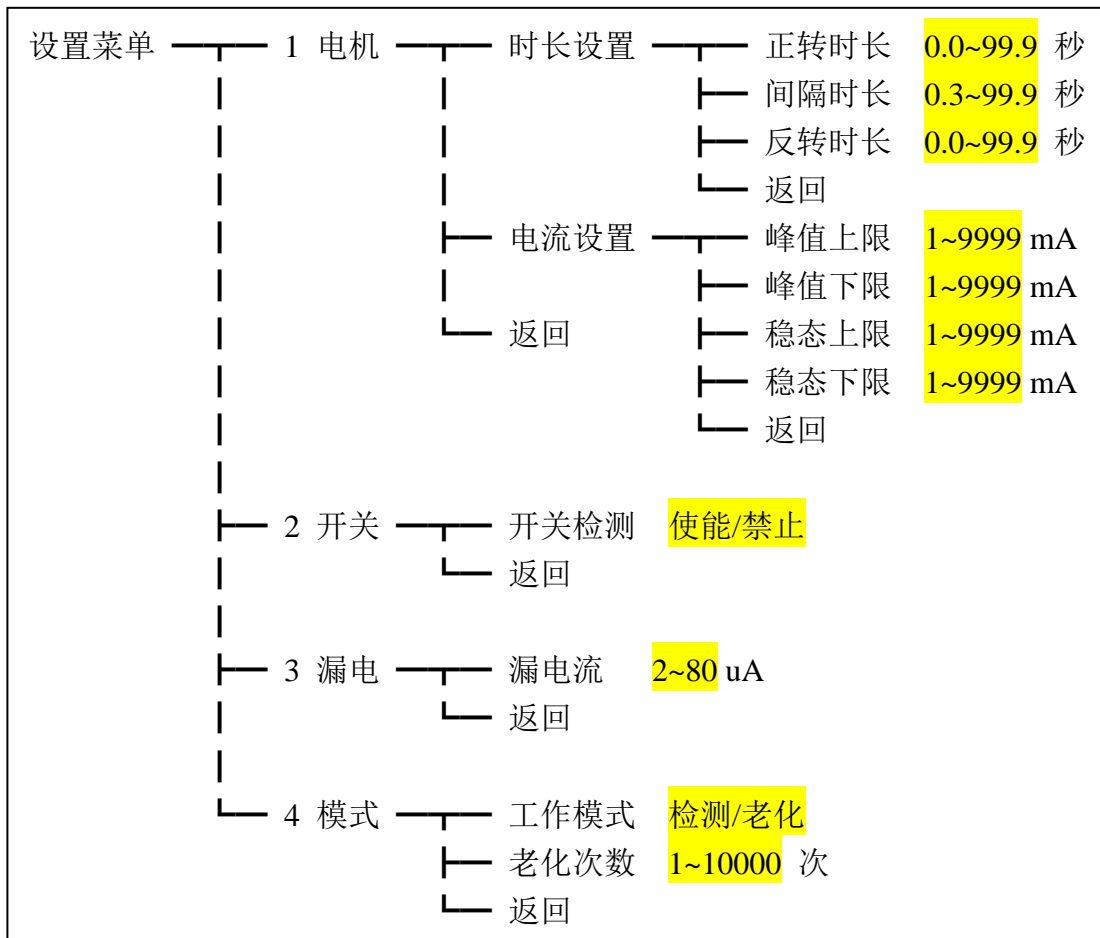 设置菜单 1 电机 时长设置 正转时长 0.0~99.9 秒
间隔时长 0.3~99.9 秒
反转时长 0.0~99.9 秒
返回
电流设置 峰值上限 1~9999 mA
峰值下限 1~9999 mA
返回 稳态上限 1~9999 mA
稳态下限 1~9999 mA
返回
2 开关 开关检测 使能/禁止
返回
3 漏电 漏电流 2~80 uA
返回
4 模式 工作模式 检测/老化
老化次数 1~10000 次
返回